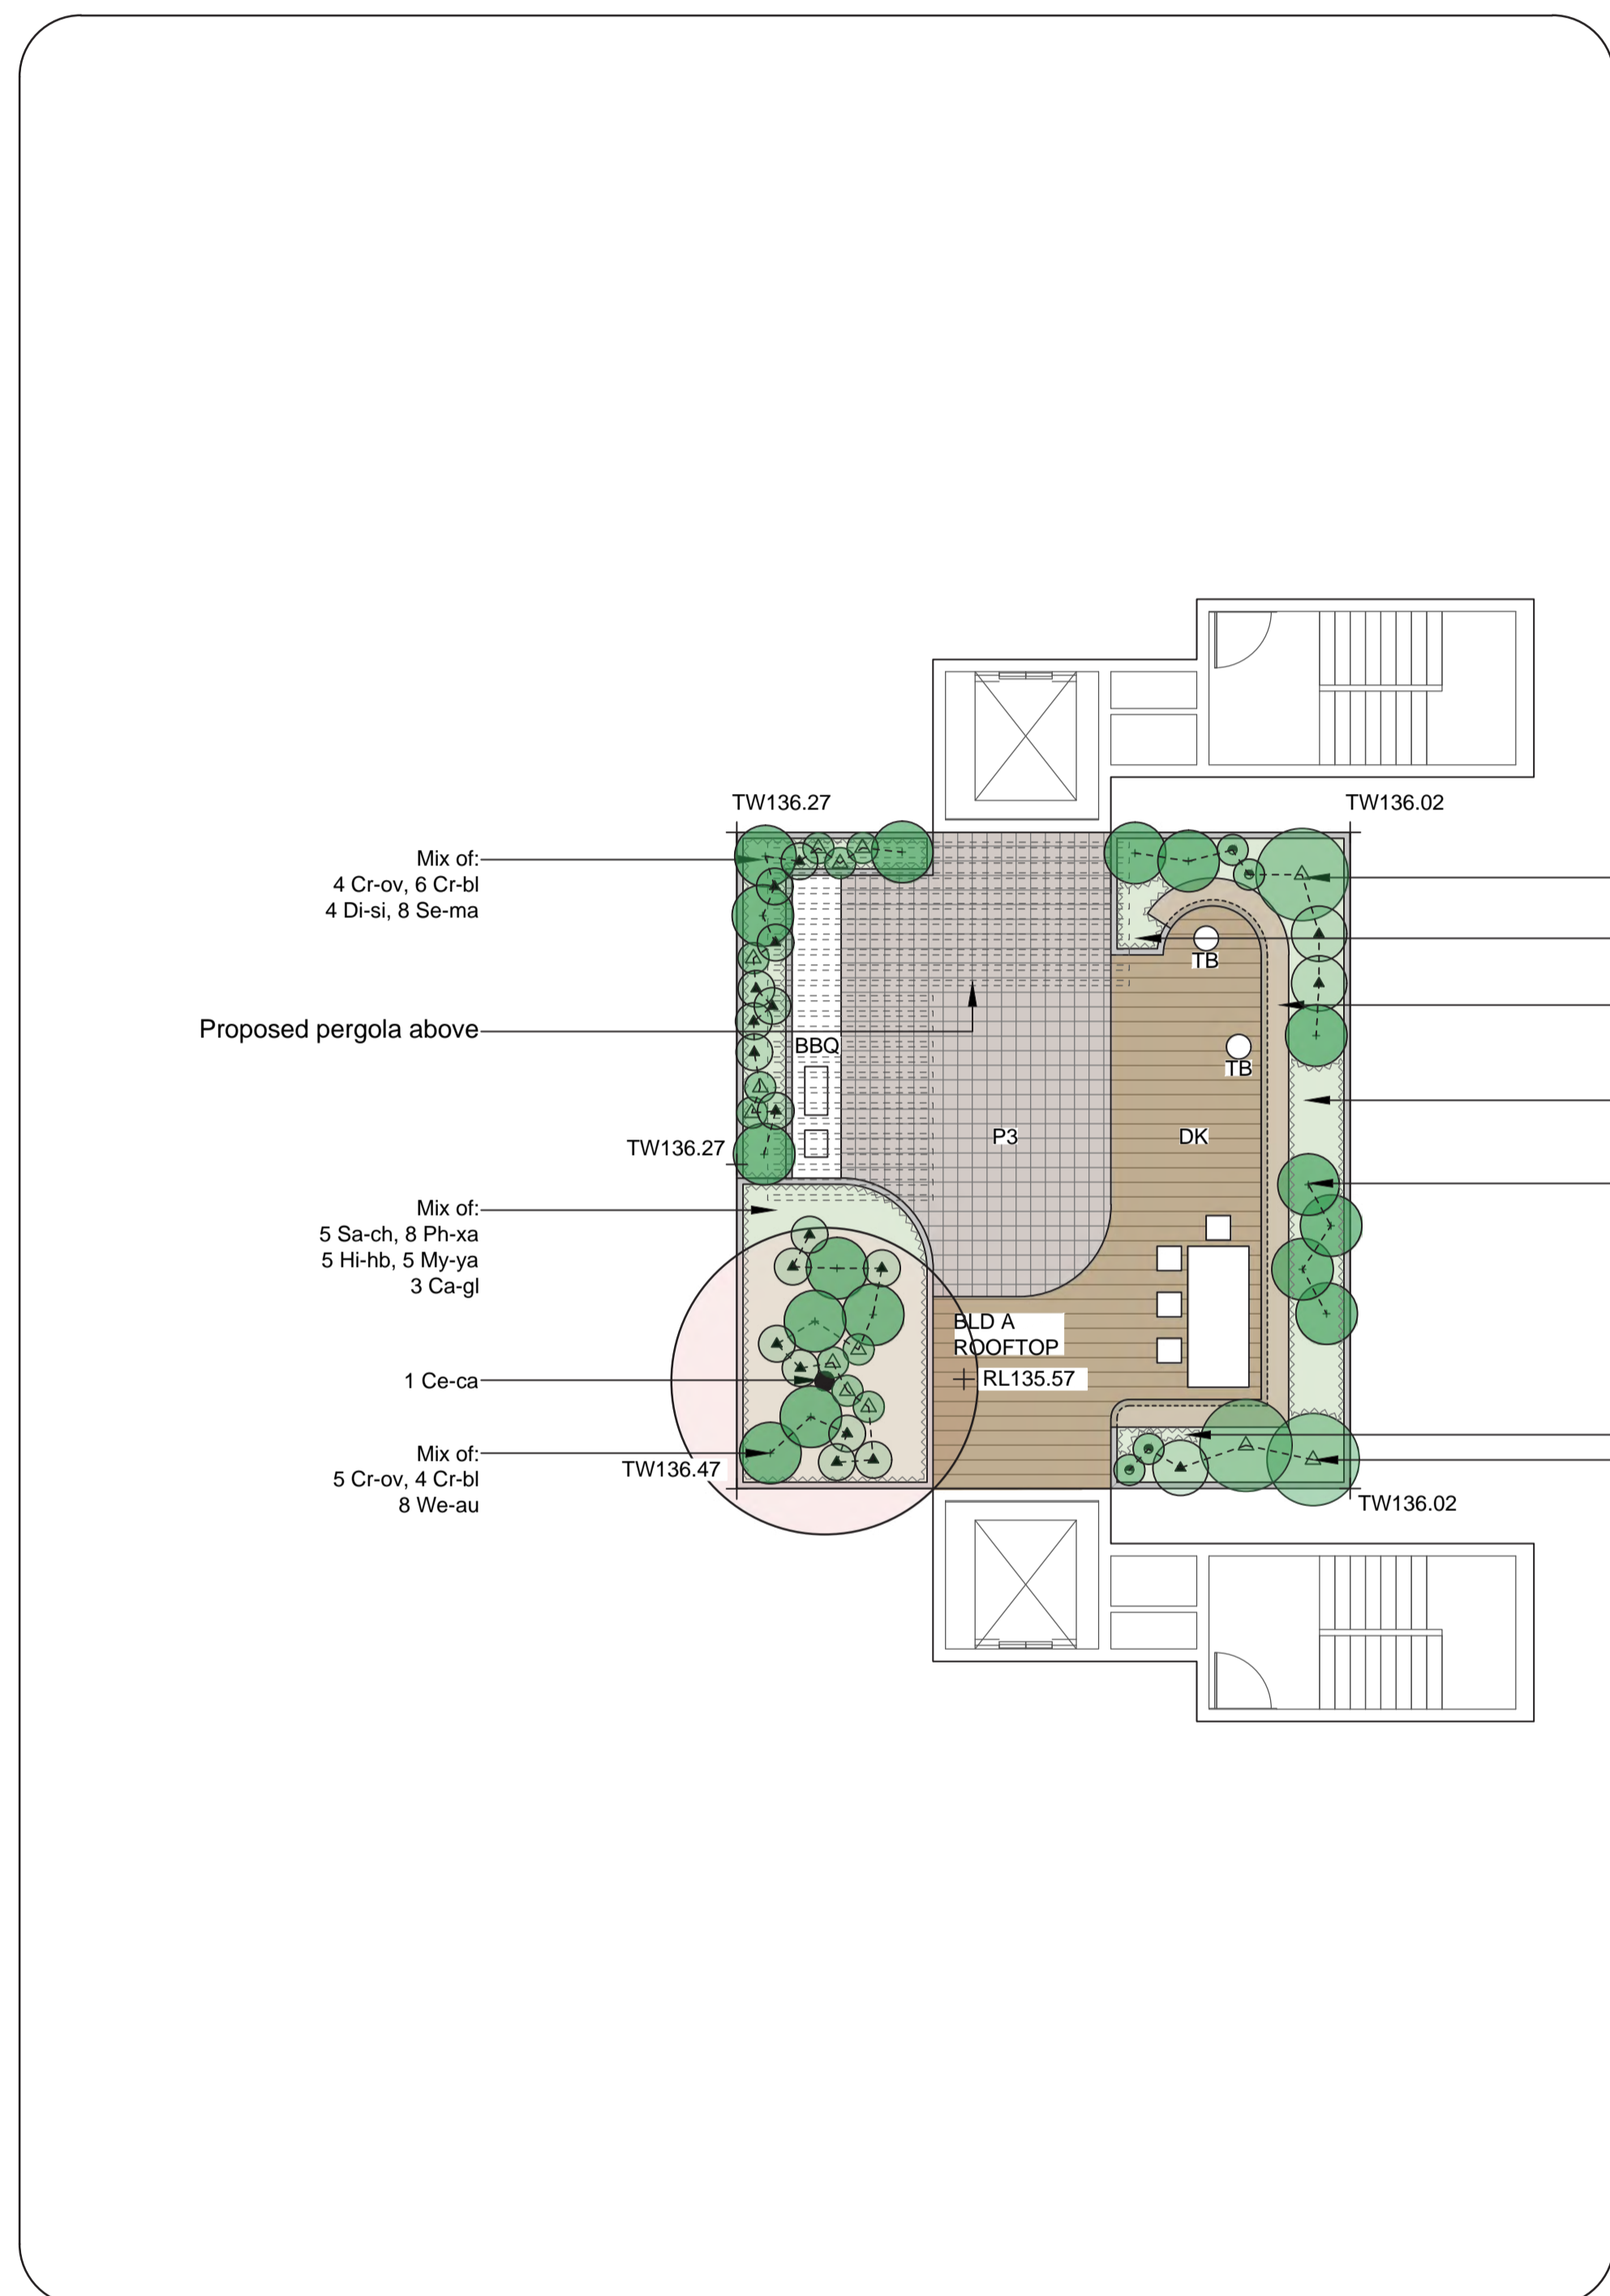 TW136.27
TW136.02
Mix of:
4 Cr-ov, 6 Cr-bl
4 Di-si, 8 Se-ma
TB
Proposed pergola above
BBQ
TB
P3
DK
TW136.27
Mix of:
5 Sa-ch, 8 Ph-xa
5 Hi-hb, 5 My-ya
3 Ca-gl
BLD A
ROOFTOP
RL135.57
1 Ce-ca
Mix of:
5 Cr-ov, 4 Cr-bl
8 We-au
TW136.47
TW136.02